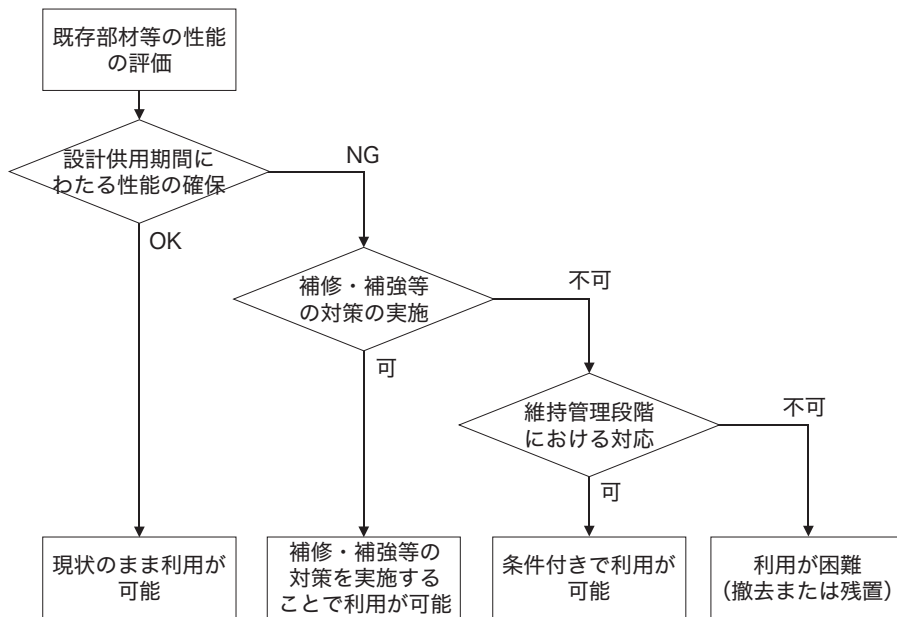 既存部材等の性能
の評価
設計供用期間に
わたる性能の確保
NG
OK
補修・補強等
の対策の実施
不可
可
維持管理段階
における対応
不可
可
現状のまま利用が
可能
補修・補強等の
対策を実施する
ことで利用が可能
条件付きで利用が
可能
利用が困難
（撤去または残置）